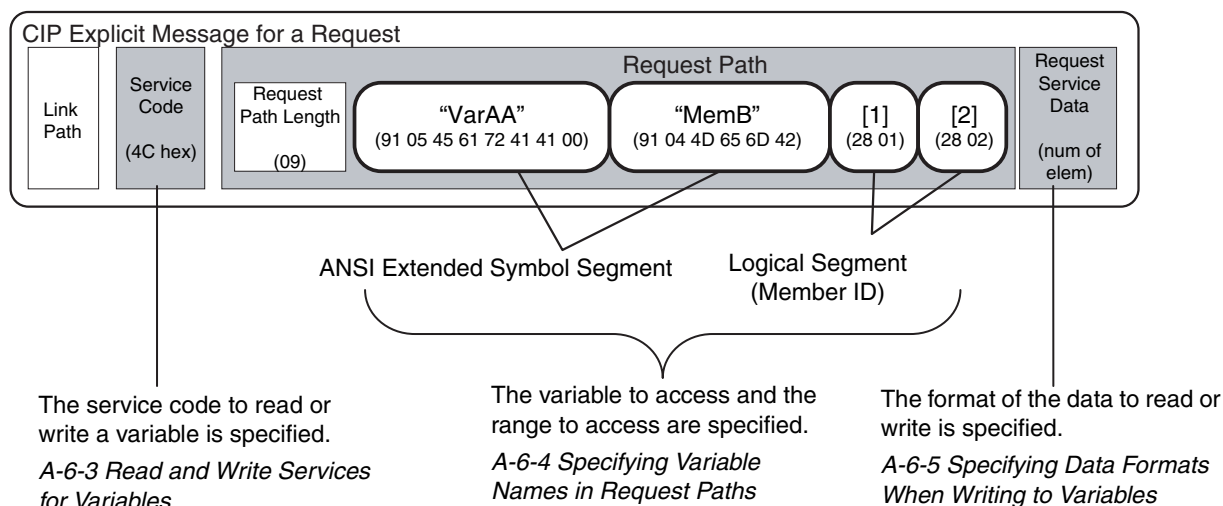 CIP Explicit Message for a Request
Link
Path
Service
Code
(4C hex)
Request Path
Request
Path Length
(09)
“VarAA”
(91 05 45 61 72 41 41 00)
“MemB”
(91 04 4D 65 6D 42)
[1]
(28 01)
[2]
(28 02)
Request
Service
Data
(num of
elem)
ANSI Extended Symbol Segment
Logical Segment
(Member ID)
The service code to read or
write a variable is specified.
A-6-3 Read and Write Services
for Variables
The variable to access and the
range to access are specified.
A-6-4 Specifying Variable
Names in Request Paths
The format of the data to read or
write is specified.
A-6-5 Specifying Data Formats
When Writing to Variables